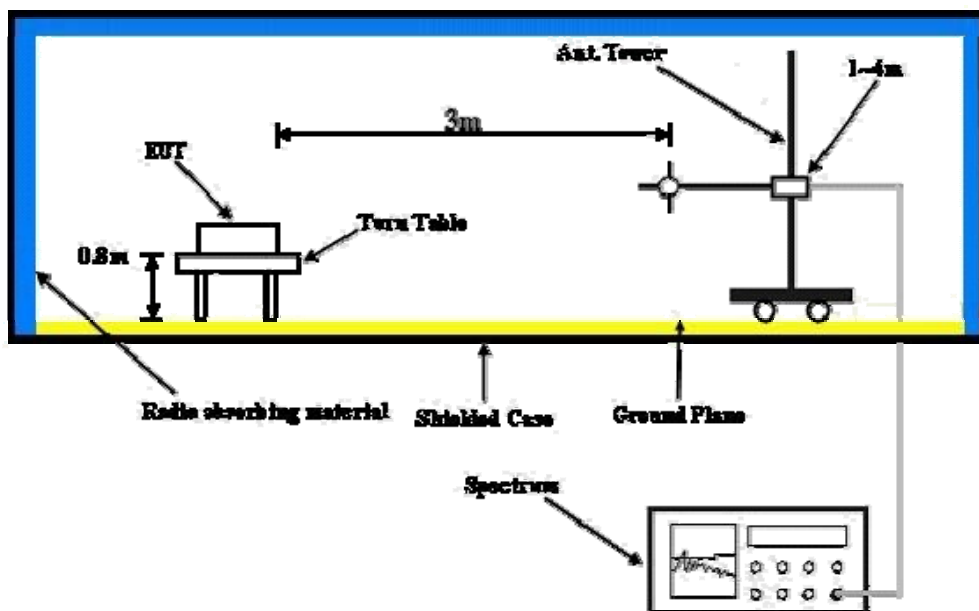 Ant. Tower
1~4m
3m
EUT
Turn Table
0.8m
Radio absorbing material
Shielded Case
Ground Plane
Spectrum